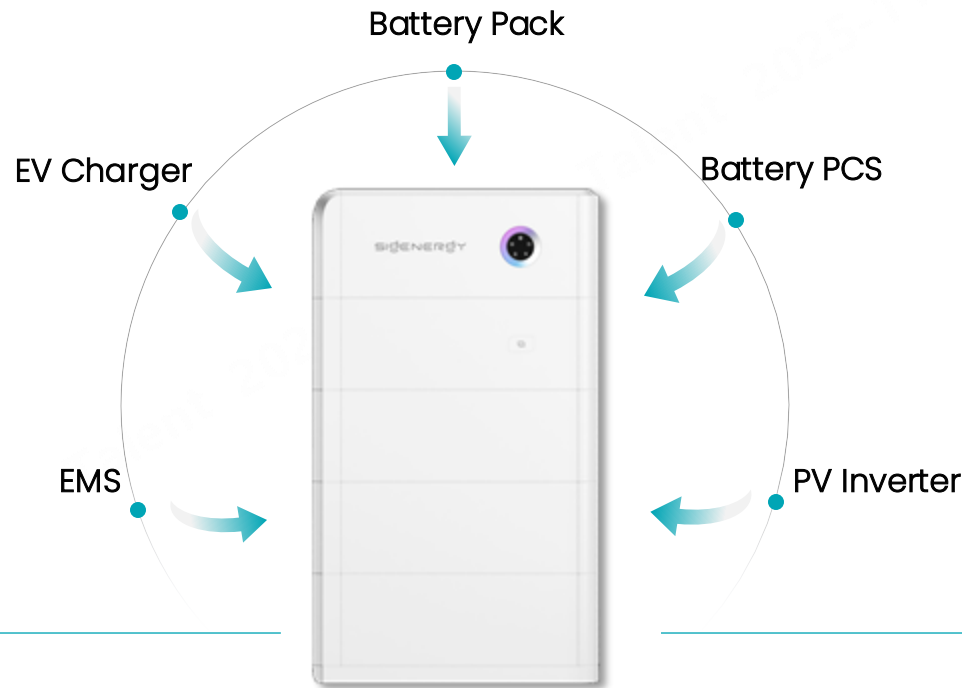 Battery Pack
EV Charger
Battery PCS
SIGENERGY
EMS
PV Inverter